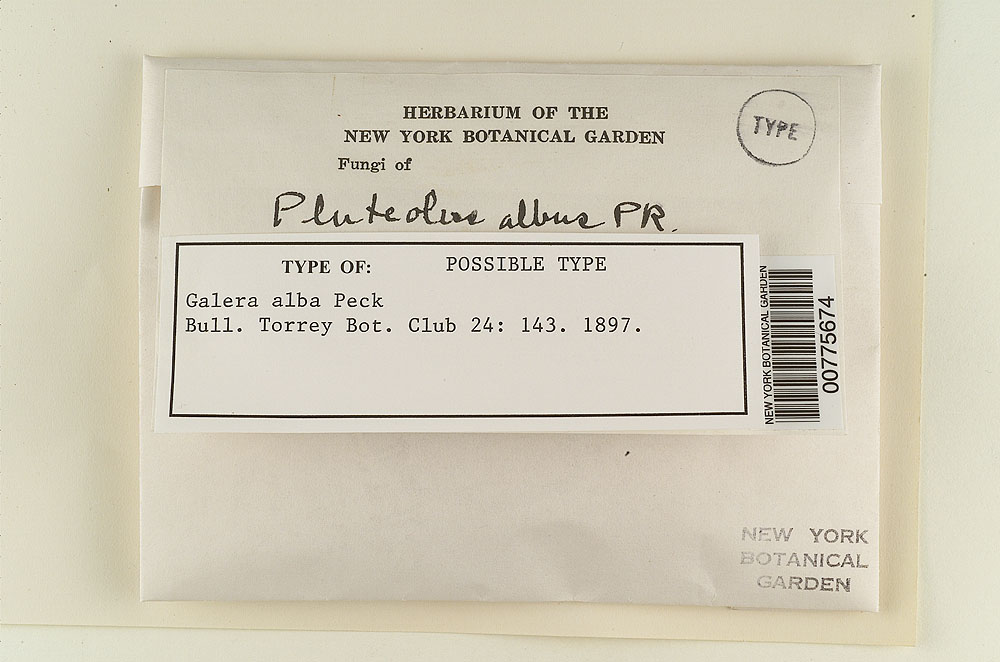 HERBARIUM OF THE
NEW YORK BOTANICAL GARDEN
TYPE
Fungi of
Pluteolus albus PR.
TYPE OF: POSSIBLE TYPE
Galera alba Peck
Bull. Torrey Bot. Club 24: 143. 1897.
NEW YORK BOTANICAL GARDEN
00775674
NEW YORK
BOTANICAL
GARDEN